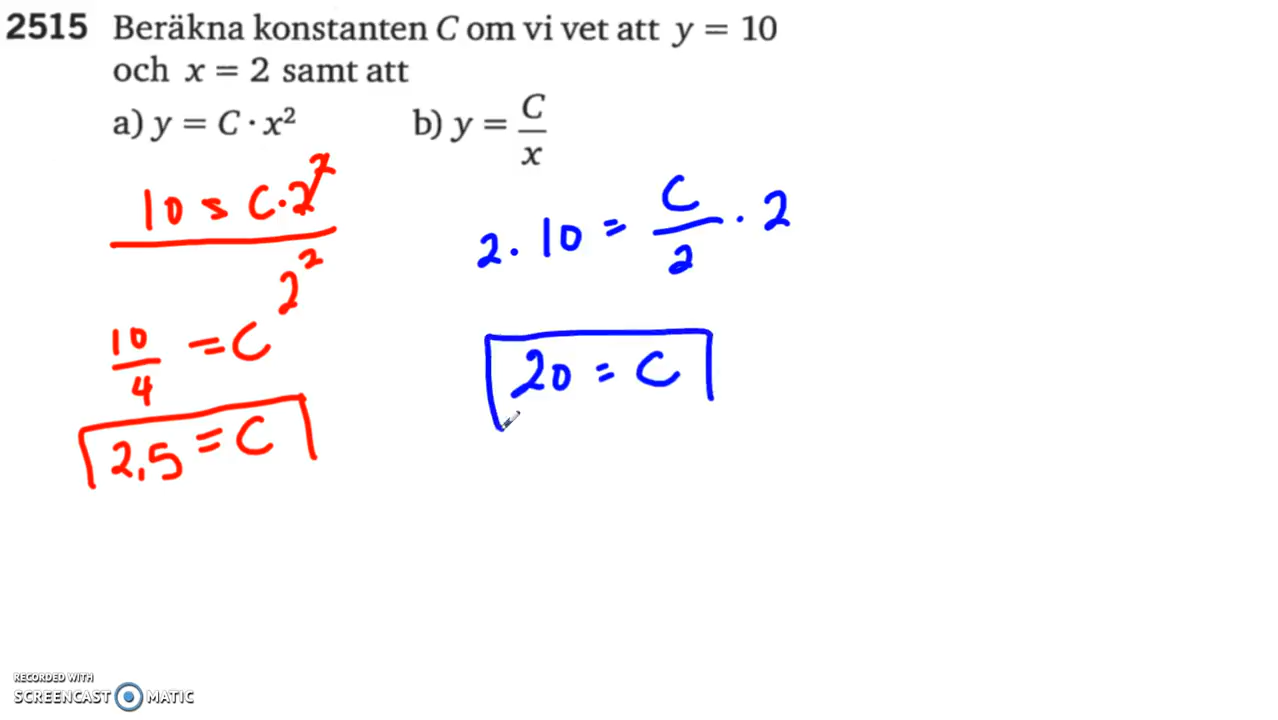 2515 Beräkna konstanten C om vi vet att y = 10
och x = 2 samt att
a) y = C · x² b) y = C/x
10 = C · 2²
2²
10/4 = C
2,5 = C
2 · 10 = C/2 · 2
20 = C
RECORDED WITH
SCREENCAST MATIC